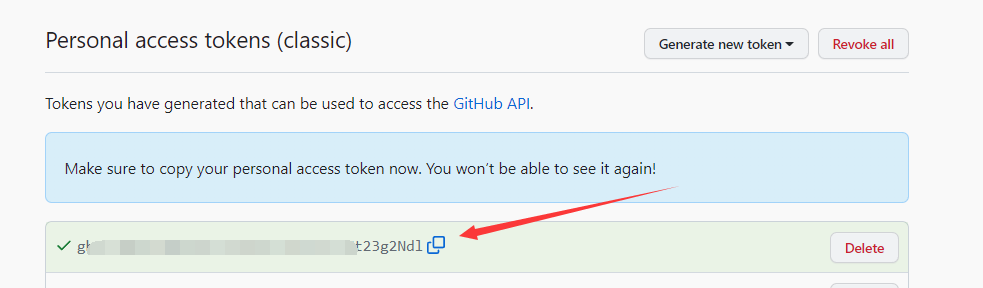 Personal access tokens (classic)
Generate new token
Revoke all
Tokens you have generated that can be used to access the GitHub API.
Make sure to copy your personal access token now. You won't be able to see it again!
t23g2Ndl
Delete